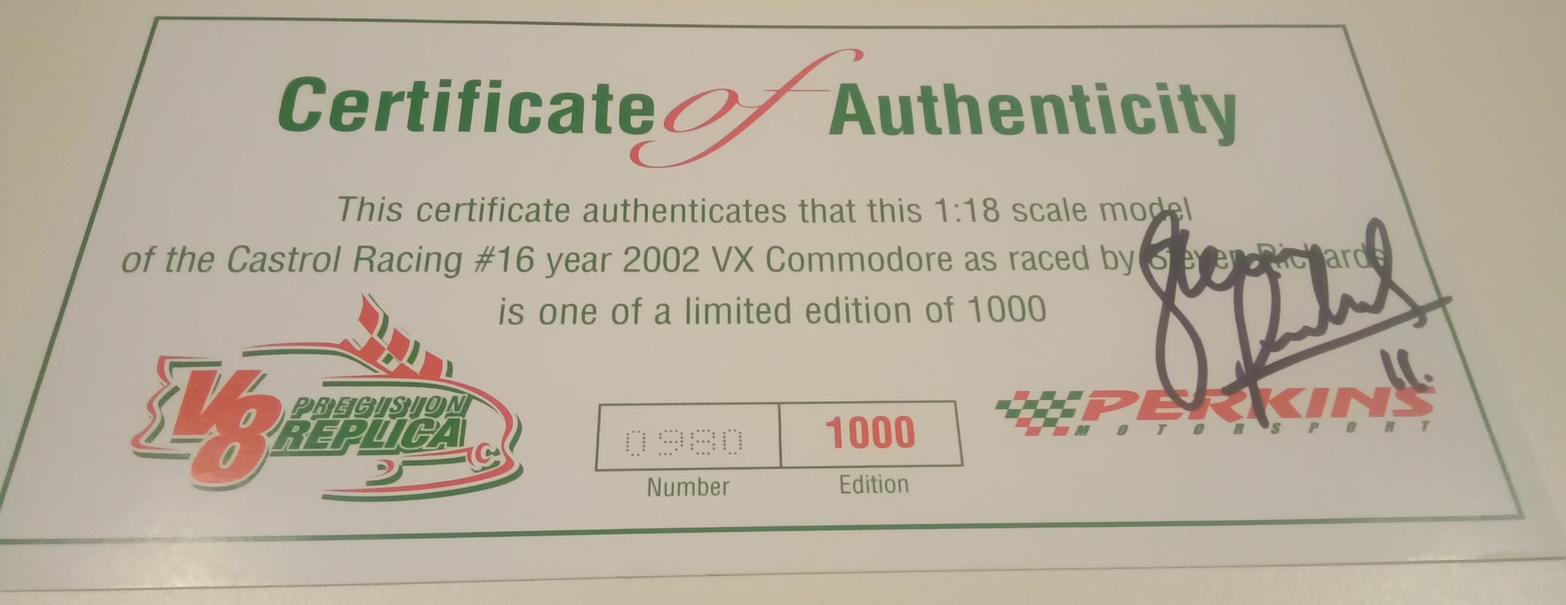 Certificate of Authenticity
This certificate authenticates that this 1:18 scale model
of the Castrol Racing #16 year 2002 VX Commodore as raced by Steven Richards
is one of a limited edition of 1000
V8 PRECISION
REPLICA
0980 1000
Number Edition
PERKINS
MOTORSPORT